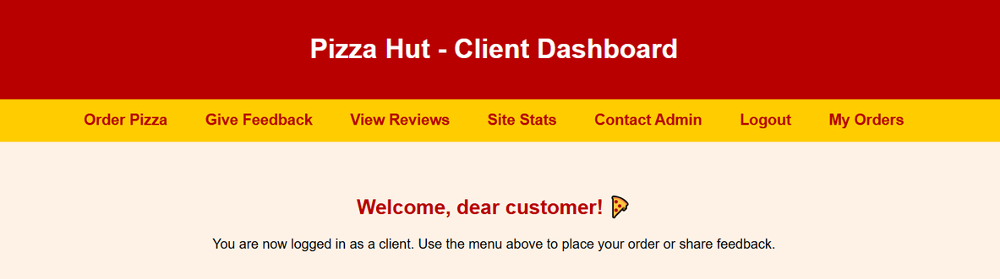 Pizza Hut - Client Dashboard
Order Pizza Give Feedback View Reviews Site Stats Contact Admin Logout My Orders
Welcome, dear customer! 🍕
You are now logged in as a client. Use the menu above to place your order or share feedback.